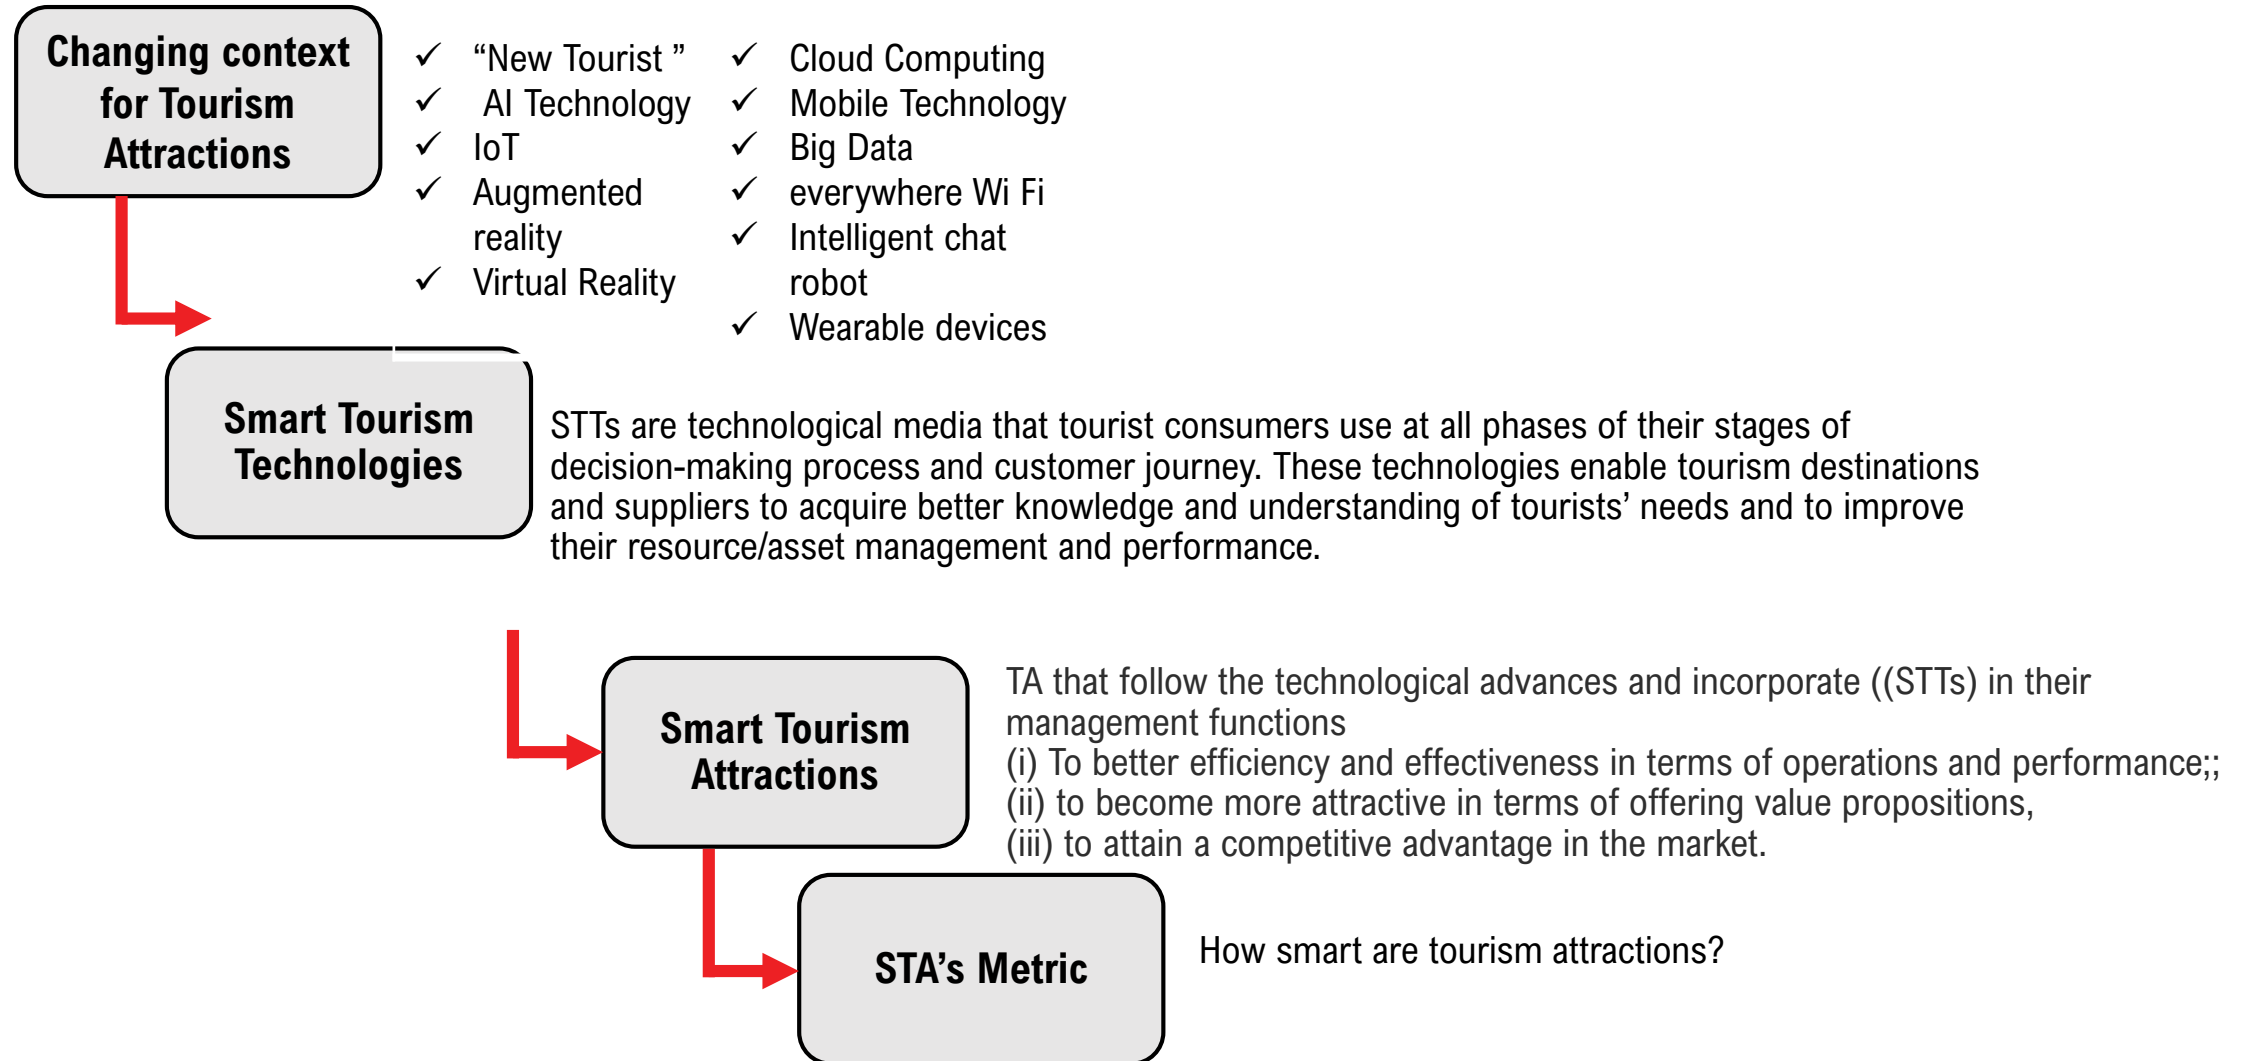 Changing context
for Tourism
Attractions
✓ “New Tourist ”
✓ AI Technology
✓ IoT
✓ Augmented
reality
✓ Virtual Reality
✓ Cloud Computing
✓ Mobile Technology
✓ Big Data
✓ everywhere Wi Fi
✓ Intelligent chat
robot
✓ Wearable devices
Smart Tourism
Technologies
STTs are technological media that tourist consumers use at all phases of their stages of
decision-making process and customer journey. These technologies enable tourism destinations
and suppliers to acquire better knowledge and understanding of tourists’ needs and to improve
their resource/asset management and performance.
Smart Tourism
Attractions
TA that follow the technological advances and incorporate ((STTs) in their
management functions
(i) To better efficiency and effectiveness in terms of operations and performance;;
(ii) to become more attractive in terms of offering value propositions,
(iii) to attain a competitive advantage in the market.
STA’s Metric
How smart are tourism attractions?